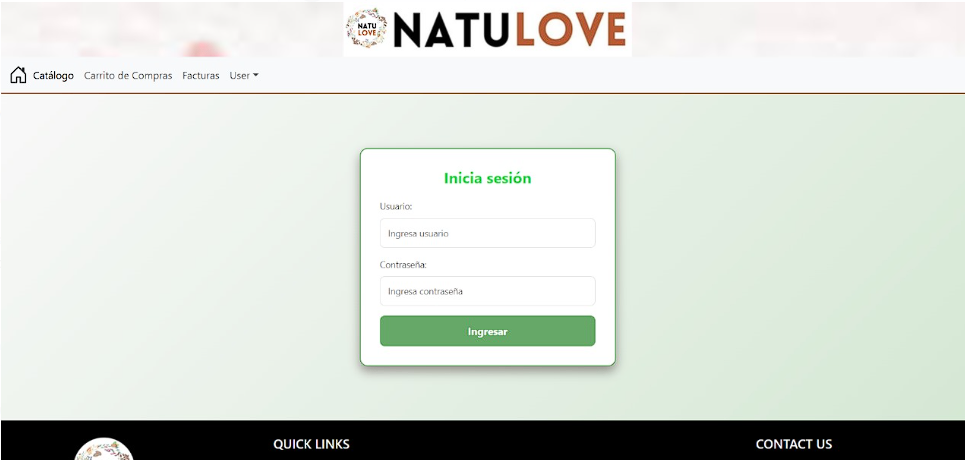 NATU
LOVE
NATULOVE
Catálogo Carrito de Compras Facturas User
Inicia sesión
Usuario:
Ingresa usuario
Contraseña:
Ingresa contraseña
Ingresar
QUICK LINKS CONTACT US